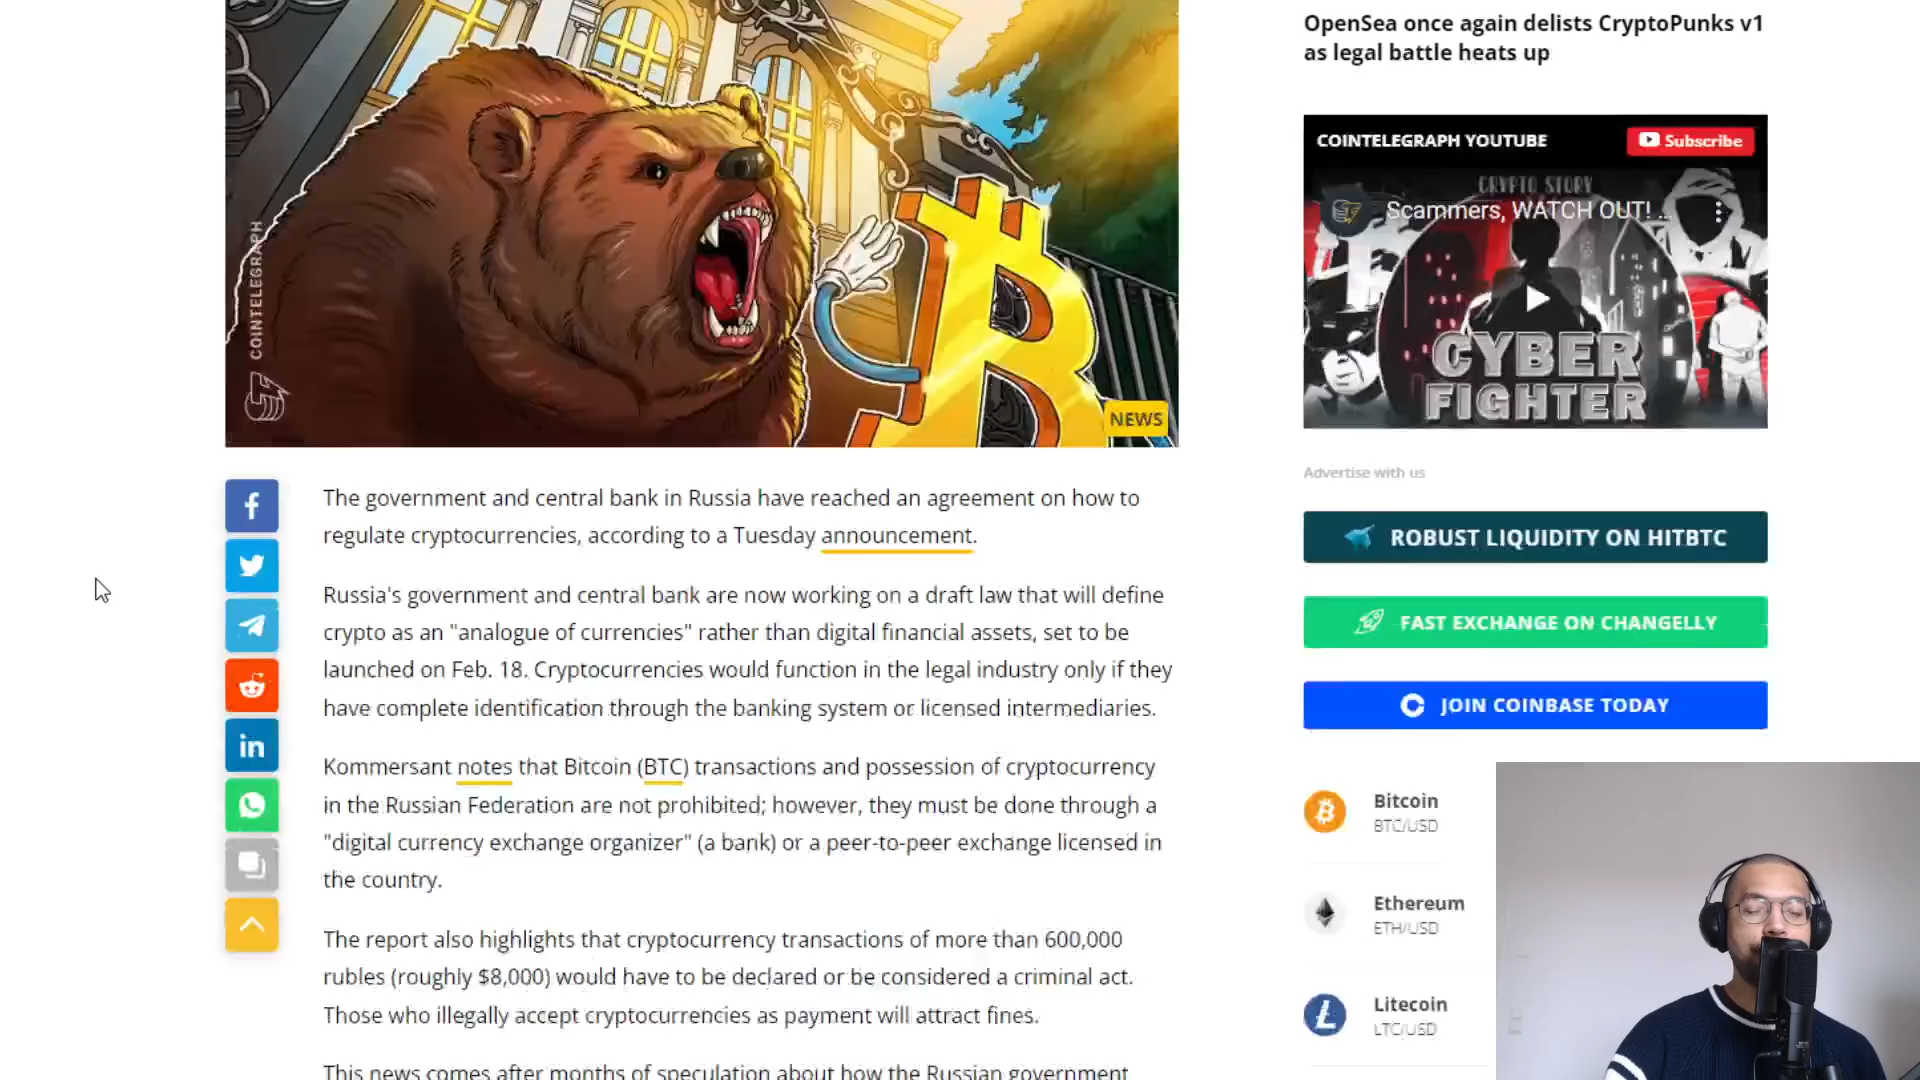 OpenSea once again delists CryptoPunks v1
as legal battle heats up
COINTELEGRAPH YOUTUBE
Subscribe
CRYPTO STORY
Scammers, WATCH OUT! ...
CYBER
FIGHTER
COINTELEGRAPH
NEWS
Advertise with us
ROBUST LIQUIDITY ON HITBTC
FAST EXCHANGE ON CHANGELLY
JOIN COINBASE TODAY
The government and central bank in Russia have reached an agreement on how to
regulate cryptocurrencies, according to a Tuesday announcement.
Russia's government and central bank are now working on a draft law that will define
crypto as an "analogue of currencies" rather than digital financial assets, set to be
launched on Feb. 18. Cryptocurrencies would function in the legal industry only if they
have complete identification through the banking system or licensed intermediaries.
Kommersant notes that Bitcoin (BTC) transactions and possession of cryptocurrency
in the Russian Federation are not prohibited; however, they must be done through a
"digital currency exchange organizer" (a bank) or a peer-to-peer exchange licensed in
the country.
The report also highlights that cryptocurrency transactions of more than 600,000
rubles (roughly $8,000) would have to be declared or be considered a criminal act.
Those who illegally accept cryptocurrencies as payment will attract fines.
This news comes after months of speculation about how the Russian government
Bitcoin
BTC/USD
Ethereum
ETH/USD
Litecoin
LTC/USD